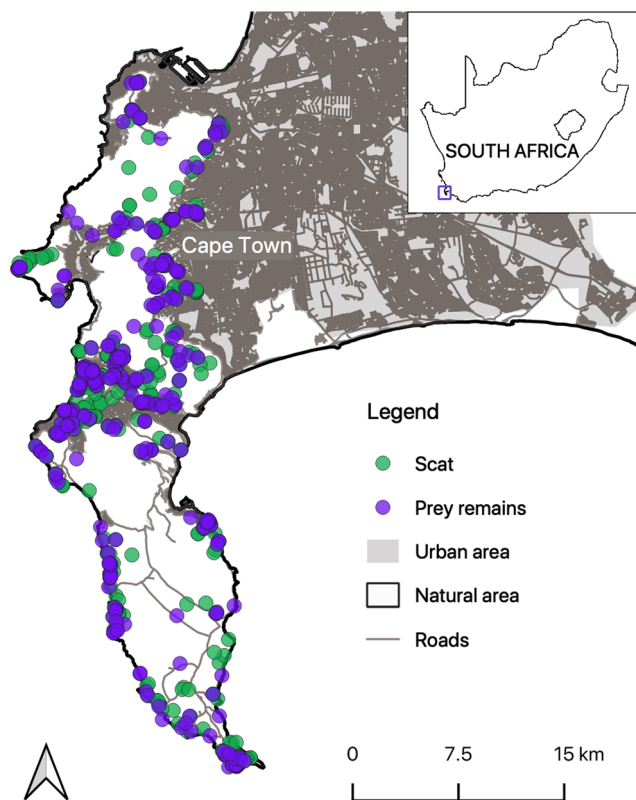 SOUTH AFRICA
Cape Town
Legend
Scat
Prey remains
Urban area
Natural area
Roads
0 7.5 15 km